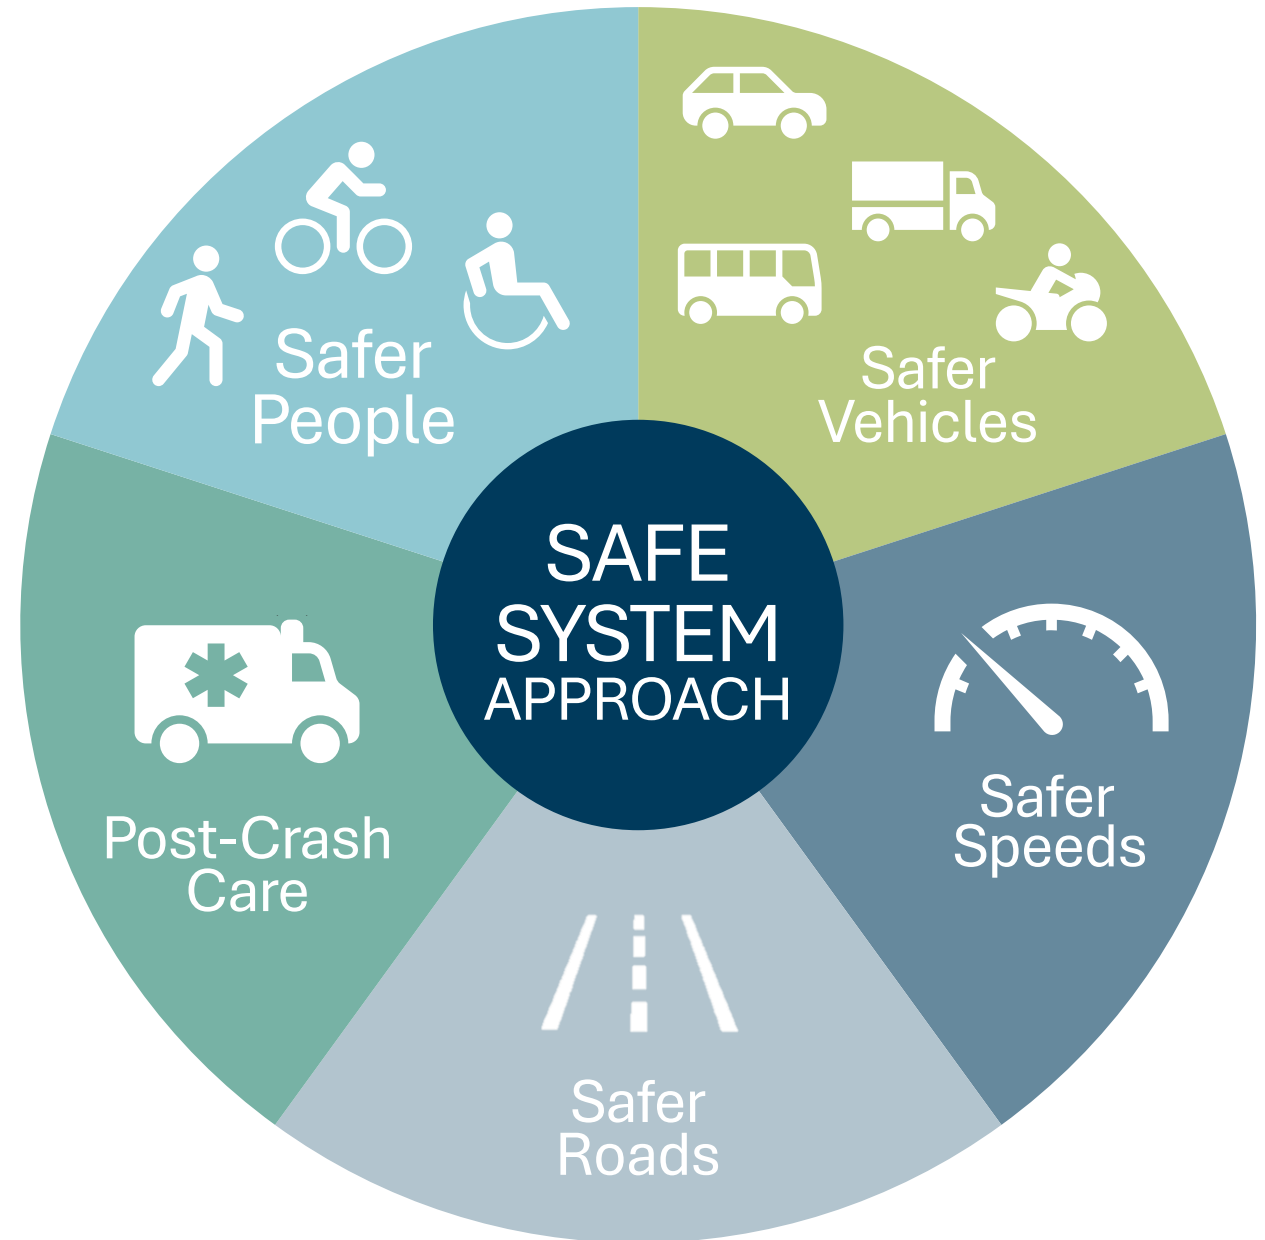 SAFE
SYSTEM
APPROACH
Safer
People
Safer
Vehicles
Safer
Speeds
Safer
Roads
Post-Crash
Care